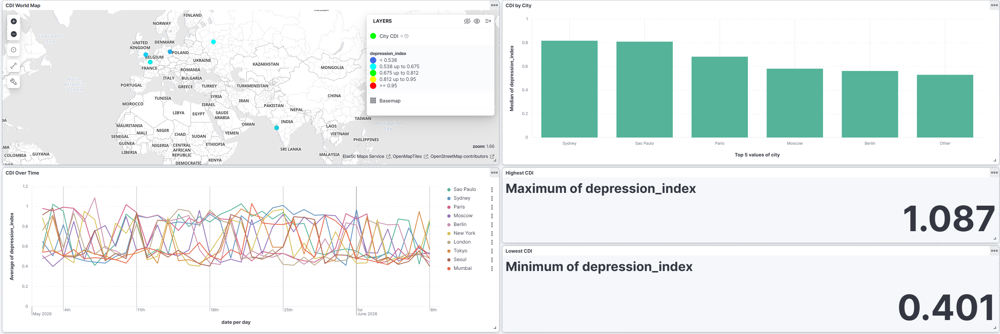 CDI World Map
RUSSIA
FINLAND
NORWAY
Labrador
Sea
UNITED
KINGDOM
DENMARK
POLAND
BELGIUM
UKRAINE
FRANCE
ROMANIA
KAZAKHSTAN
MONGOLIA
North
Atlantic
Ocean
ITALY
BULGARIA
PORTUGAL
GREECE
TURKEY
TURKMENISTAN
TUNISIA
SYRIA
CHINA
MOROCCO
ISRAEL
IRAN
PAKISTAN
NEPAL
LIBYA
EGYPT
SAUDI
ARABIA
TAIWAN
INDIA
OMAN
Philippine
Sea
MAURITANIA
NIGER
LAOS
MALI
CHAD
SUDAN
YEMEN
VIETNAM
SENEGAL
PHILIPPINES
GUINEA
NIGERIA
CENTRAL
AFRICAN
REPUBLIC
ETHIOPIA
LIBERIA
SRI LANKA
MALAYSIA
COLOMBIA
GUYANA
KENYA
DEMOCRATIC
LAYERS
City CDI
depression_index
< 0.538
0.538 up to 0.675
0.675 up to 0.812
0.812 up to 0.95
>= 0.95
Basemap
zoom: 1.66
Elastic Maps Service , OpenMapTiles , OpenStreetMap contributors
CDI by City
Median of depression_index
1
0.8
0.6
0.4
0.2
0
Sydney
Sao Paulo
Paris
Moscow
Berlin
Other
Top 5 values of city
CDI Over Time
Average of depression_index
1.2
1
0.8
0.6
0.4
0.2
0
4th
11th
18th
25th
1st
8th
May 2026
June 2026
date per day
Sao Paulo
Sydney
Paris
Moscow
Berlin
New York
London
Tokyo
Seoul
Mumbai
Highest CDI
Maximum of depression_index
1.087
Lowest CDI
Minimum of depression_index
0.401